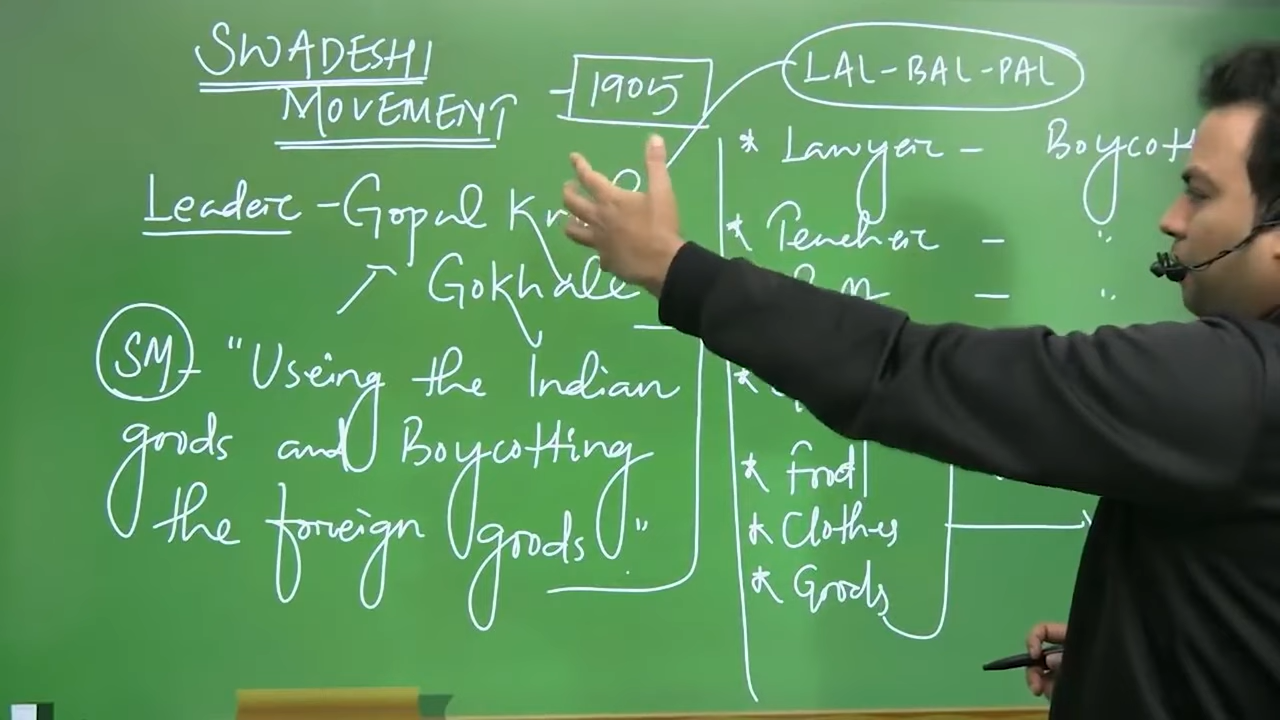 SWADESHI
MOVEMENT
- 1905
LAL-BAL-PAL
Leader - Gopal
Gokhale
SM - "Useing the Indian
goods and Boycotting
the foreign goods"
* Lawyer - Boycott
* Teacher - "
- "
*
* Food
* Clothes
* Goods